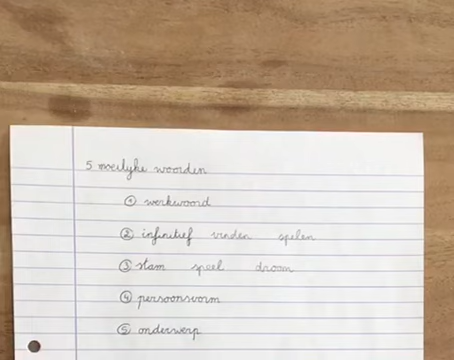 5 moeilijke woorden
① werkwoord
② infinitief vinden spelen
③ stam speel droom
④ persoonsvorm
⑤ onderwerp